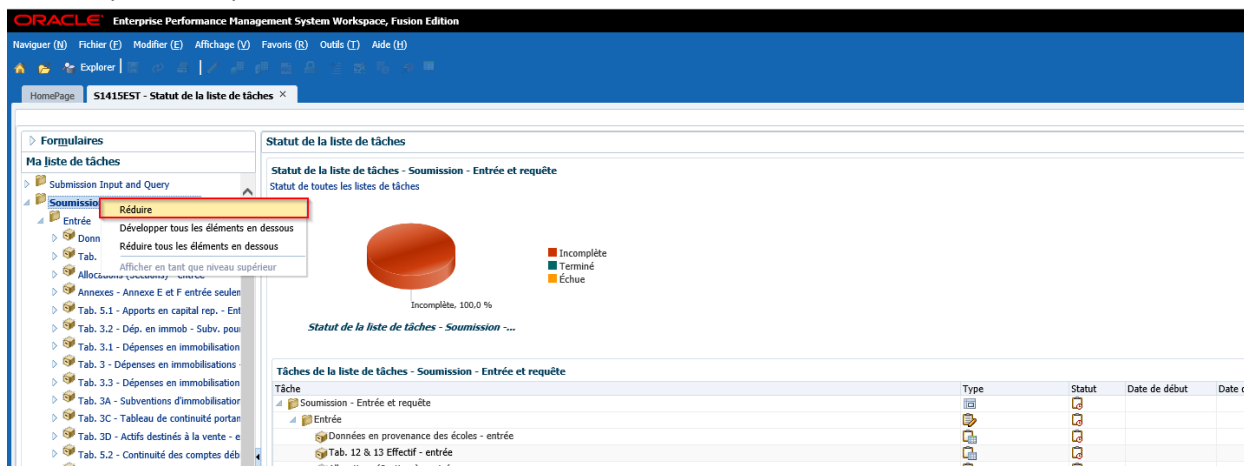 ORACLE Enterprise Performance Management System Workspace, Fusion Edition
Naviguer (N) Fichier (F) Modifier (E) Affichage (V) Favoris (R) Outils (T) Aide (H)
Explorer
HomePage S1415EST - Statut de la liste de tâches ×
Formulaires
Ma liste de tâches
Submission Input and Query
Soumissio
Entrée
Donn
Tab.
Allocations (Sections) - entrée
Annexes - Annexe E et F entrée seulem
Tab. 5.1 - Apports en capital rep. - Ent
Tab. 3.2 - Dép. en immob - Subv. pour
Tab. 3.1 - Dépenses en immobilisation
Tab. 3 - Dépenses en immobilisations -
Tab. 3.3 - Dépenses en immobilisation
Tab. 3A - Subventions d'immobilisation
Tab. 3C - Tableau de continuité portan
Tab. 3D - Actifs destinés à la vente - e
Tab. 5.2 - Continuité des comptes déb
Réduire
Développer tous les éléments en dessous
Réduire tous les éléments en dessous
Afficher en tant que niveau supérieur
Statut de la liste de tâches
Statut de la liste de tâches - Soumission - Entrée et requête
Statut de toutes les listes de tâches
Incomplète
Terminé
Échue
Incomplète, 100,0 %
Statut de la liste de tâches - Soumission -...
Tâches de la liste de tâches - Soumission - Entrée et requête
Tâche Type Statut Date de début Date d
Soumission - Entrée et requête
Entrée
Données en provenance des écoles - entrée
Tab. 12 & 13 Effectif - entrée